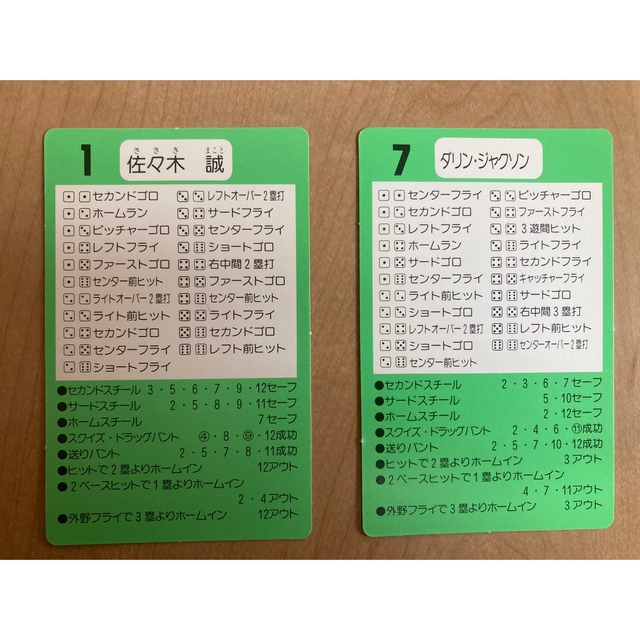 1
佐々木 誠
ささき まこと
セカンドゴロ
ホームラン
ピッチャーゴロ
レフトフライ
ファーストゴロ
センター前ヒット
ライトオーバー2塁打
ライト前ヒット
セカンドゴロ
センターフライ
ショートフライ
レフトオーバー2塁打
サードフライ
センターフライ
ショートゴロ
右中間2塁打
ファーストゴロ
センター前ヒット
ライトフライ
セカンドゴロ
レフト前ヒット
●セカンドスチール 3・5・6・7・9・12セーフ
●サードスチール 2・5・8・9・11セーフ
●ホームスチール 7セーフ
●スクイズ・ドラッグバント ④・8・⑨・12成功
●送りバント 2・5・7・8・11成功
●ヒットで2塁よりホームイン 12アウト
●2ベースヒットで1塁よりホームイン
2・4アウト
●外野フライで3塁よりホームイン 12アウト
7
ダリン・ジャクソン
センターフライ
セカンドゴロ
レフトフライ
ホームラン
サードゴロ
センターフライ
ライト前ヒット
ショートゴロ
レフトオーバー2塁打
ショートゴロ
センター前ヒット
ピッチャーゴロ
ファーストフライ
3遊間ヒット
ライトフライ
セカンドフライ
キャッチャーフライ
サードゴロ
右中間3塁打
レフト前ヒット
センターオーバー2塁打
●セカンドスチール 2・3・6・7セーフ
●サードスチール 5・10セーフ
●ホームスチール 2・12セーフ
●スクイズ・ドラッグバント 2・4・6・⑪成功
●送りバント 2・5・7・10・12成功
●ヒットで2塁よりホームイン 3アウト
●2ベースヒットで1塁よりホームイン
4・7・11アウト
●外野フライで3塁よりホームイン 3アウト